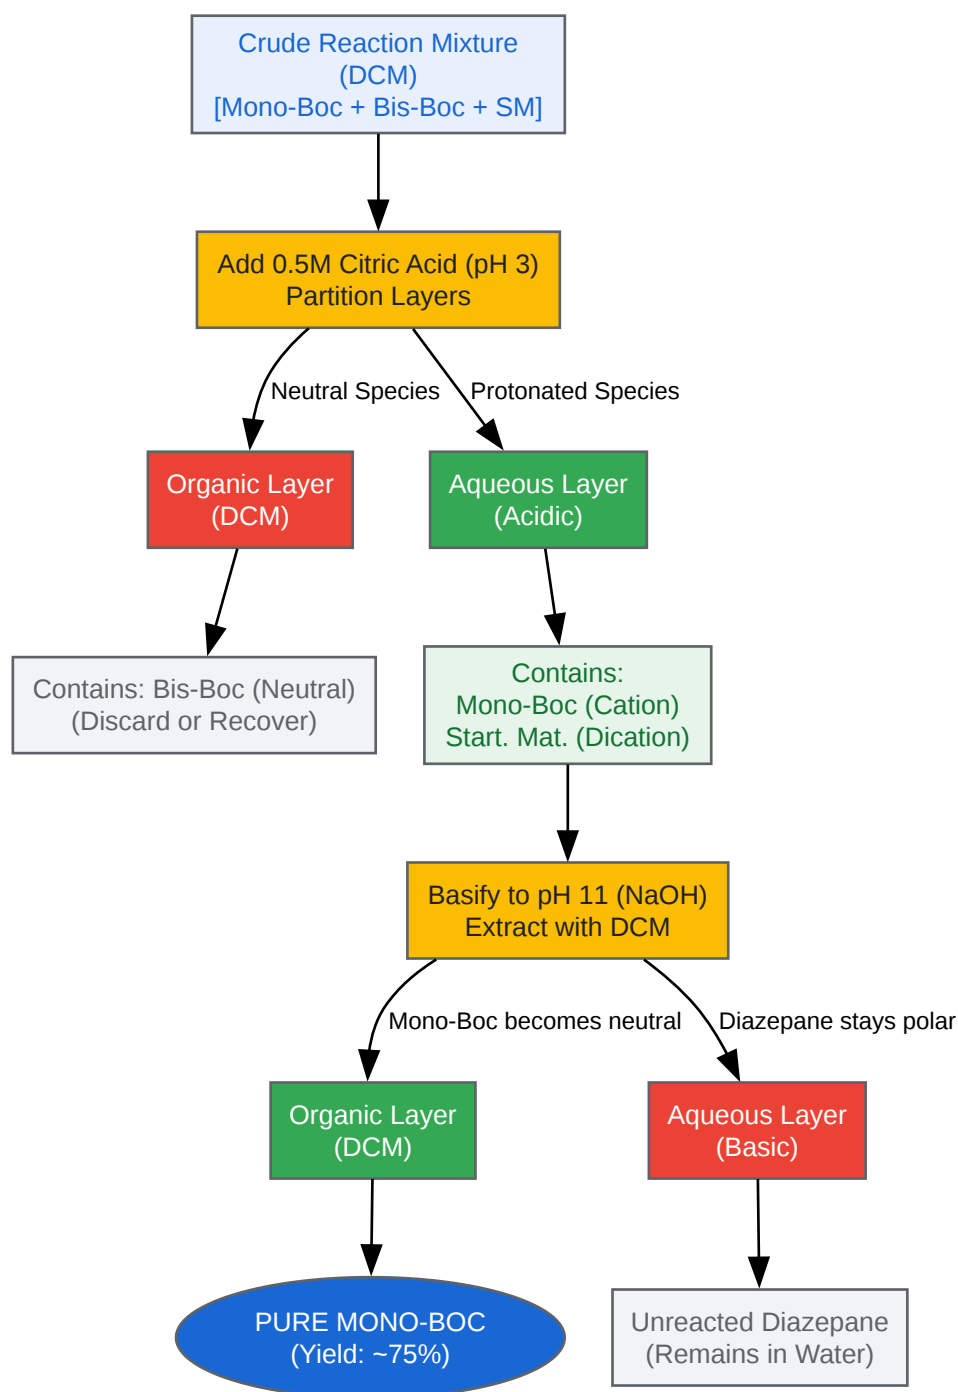 Crude Reaction Mixture
(DCM)
[Mono-Boc + Bis-Boc + SM]
Add 0.5M Citric Acid (pH 3)
Partition Layers
Neutral Species
Protonated Species
Organic Layer
(DCM)
Aqueous Layer
(Acidic)
Contains: Bis-Boc (Neutral)
(Discard or Recover)
Contains:
Mono-Boc (Cation)
Start. Mat. (Dication)
Basify to pH 11 (NaOH)
Extract with DCM
Mono-Boc becomes neutral
Diazepane stays polar
Organic Layer
(DCM)
Aqueous Layer
(Basic)
PURE MONO-BOC
(Yield: ~75%)
Unreacted Diazepane
(Remains in Water)